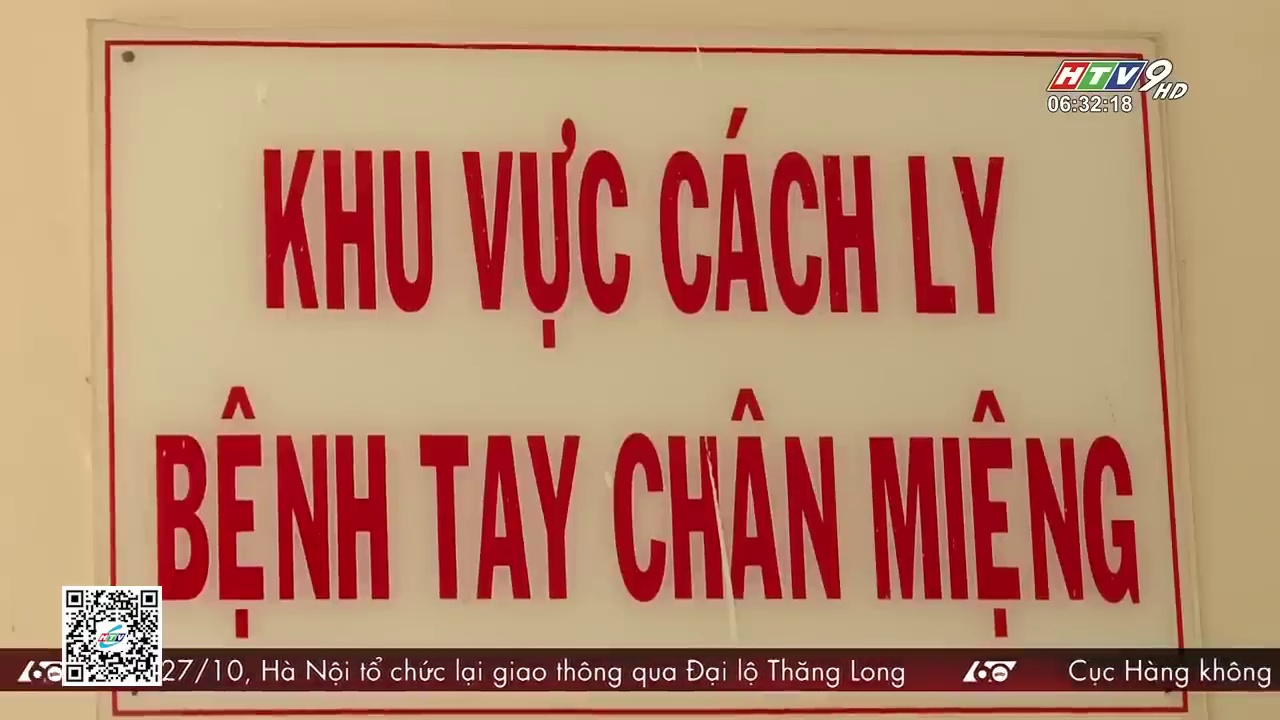 HTV9 HD
06:32:18
KHU VỰC CÁCH LY
BỆNH TAY CHÂN MIỆNG
HTV
27/10, Hà Nội tổ chức lại giao thông qua Đại lộ Thăng Long
Cục Hàng không